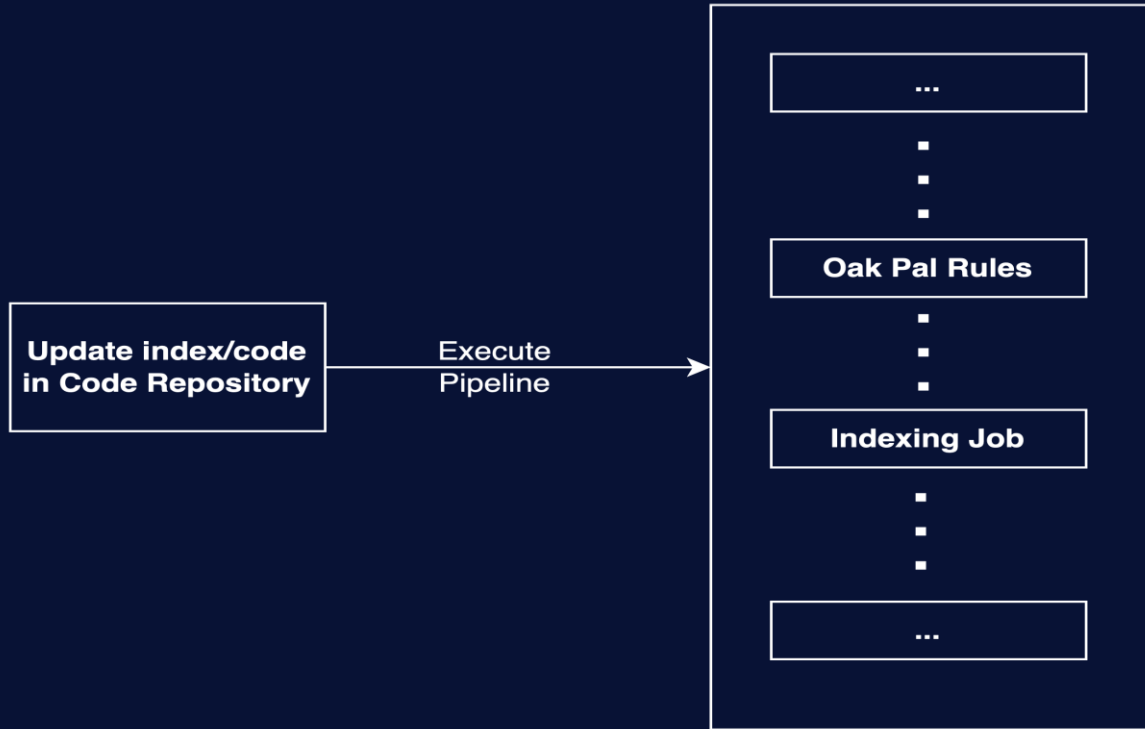 ...
Oak Pal Rules
Update index/code
in Code Repository
Execute
Pipeline
Indexing Job
...